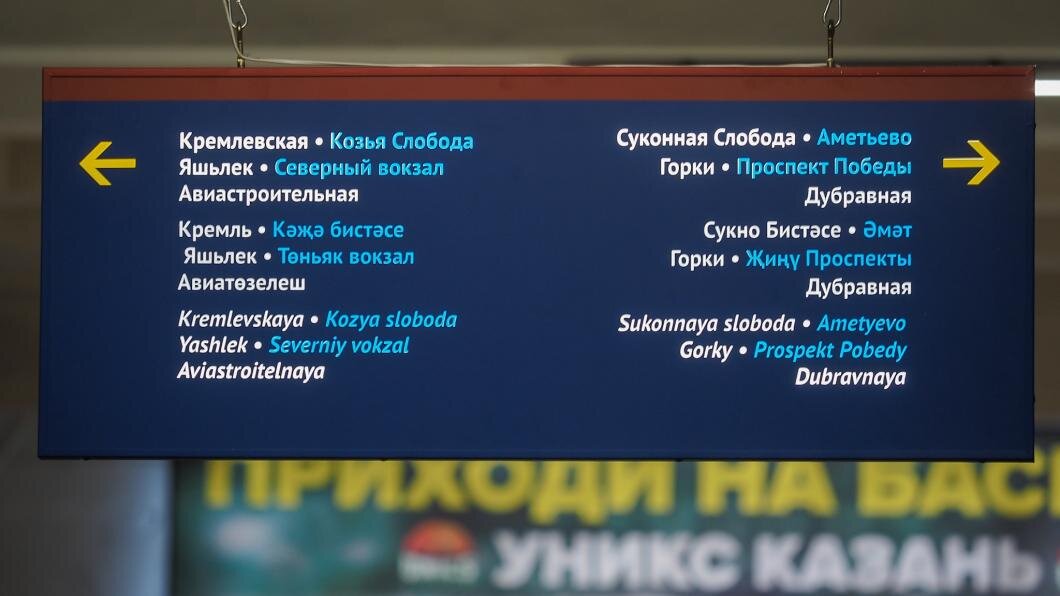 Кремлевская • Козья Слобода
Яшьлек • Северный вокзал
Авиастроительная
Кремль • Кәҗә бистәсе
Яшьлек • Төньяк вокзал
Авиатөзелеш
Kremlevskaya • Kozya sloboda
Yashlek • Severniy vokzal
Aviastroitelnaya
Суконная Слобода • Аметьево
Горки • Проспект Победы
Дубравная
Сукно Бистәсе • Әмәт
Горки • Җиңү Проспекты
Дубравная
Sukonnaya sloboda • Ametyevo
Gorky • Prospekt Pobedy
Dubravnaya
ПРИХОДИ НА БАС
УНИКС КАЗАНЬ